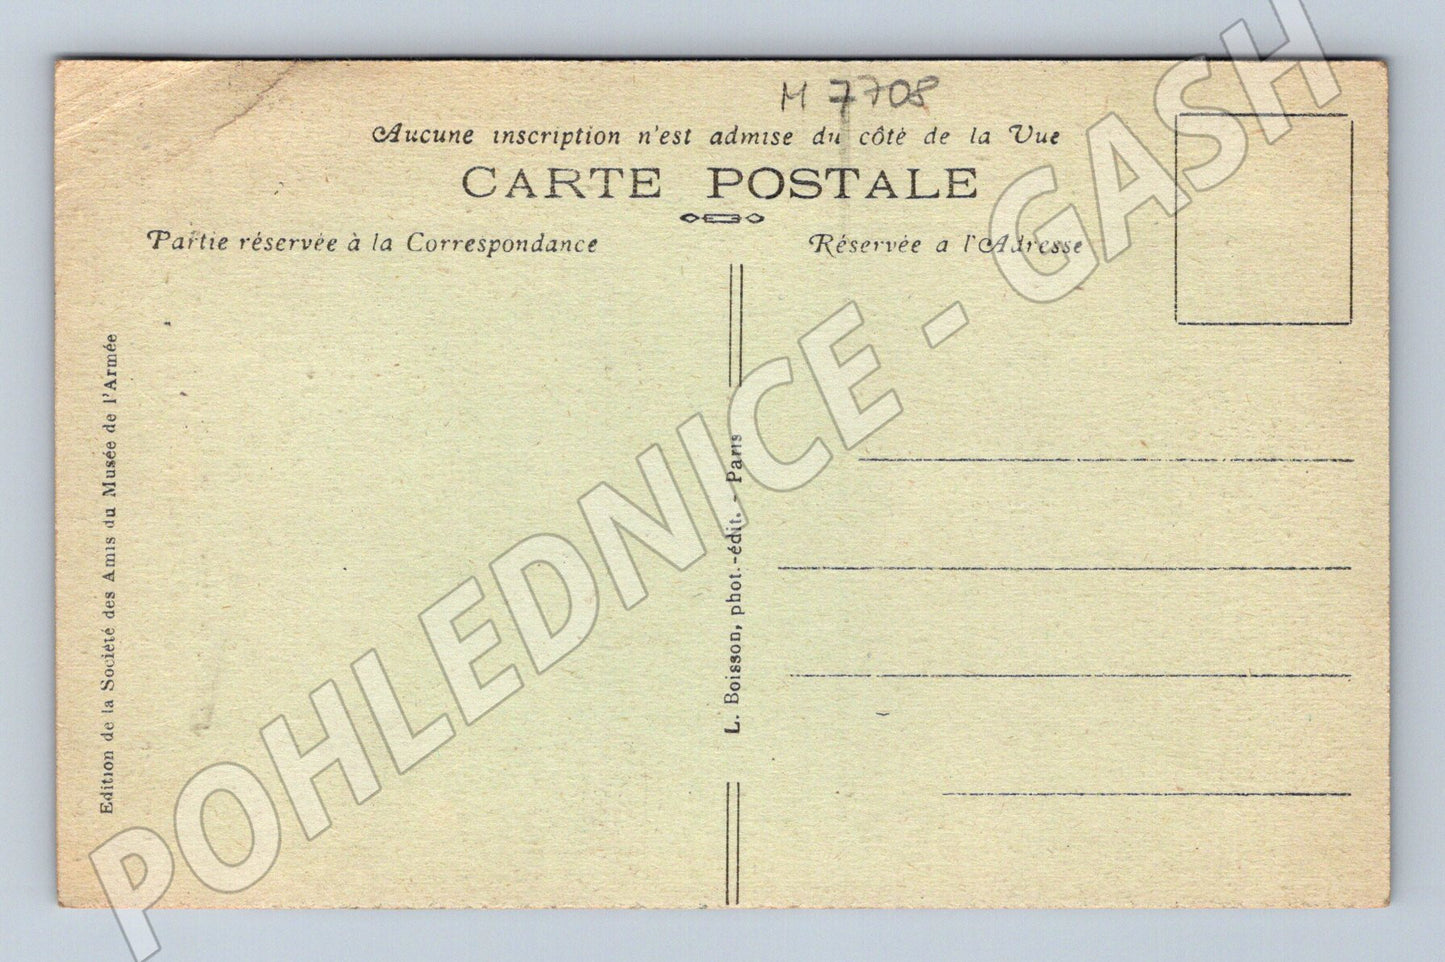 M 7708
Aucune inscription n'est admise du côté de la Vue
CARTE POSTALE
Partie réservée à la Correspondance
Réservée a l'Adresse
Edition de la Société des Amis du Musée de l'Armée
L. Boisson, phot.-édit. - Paris
POHLEDNICE - GASH